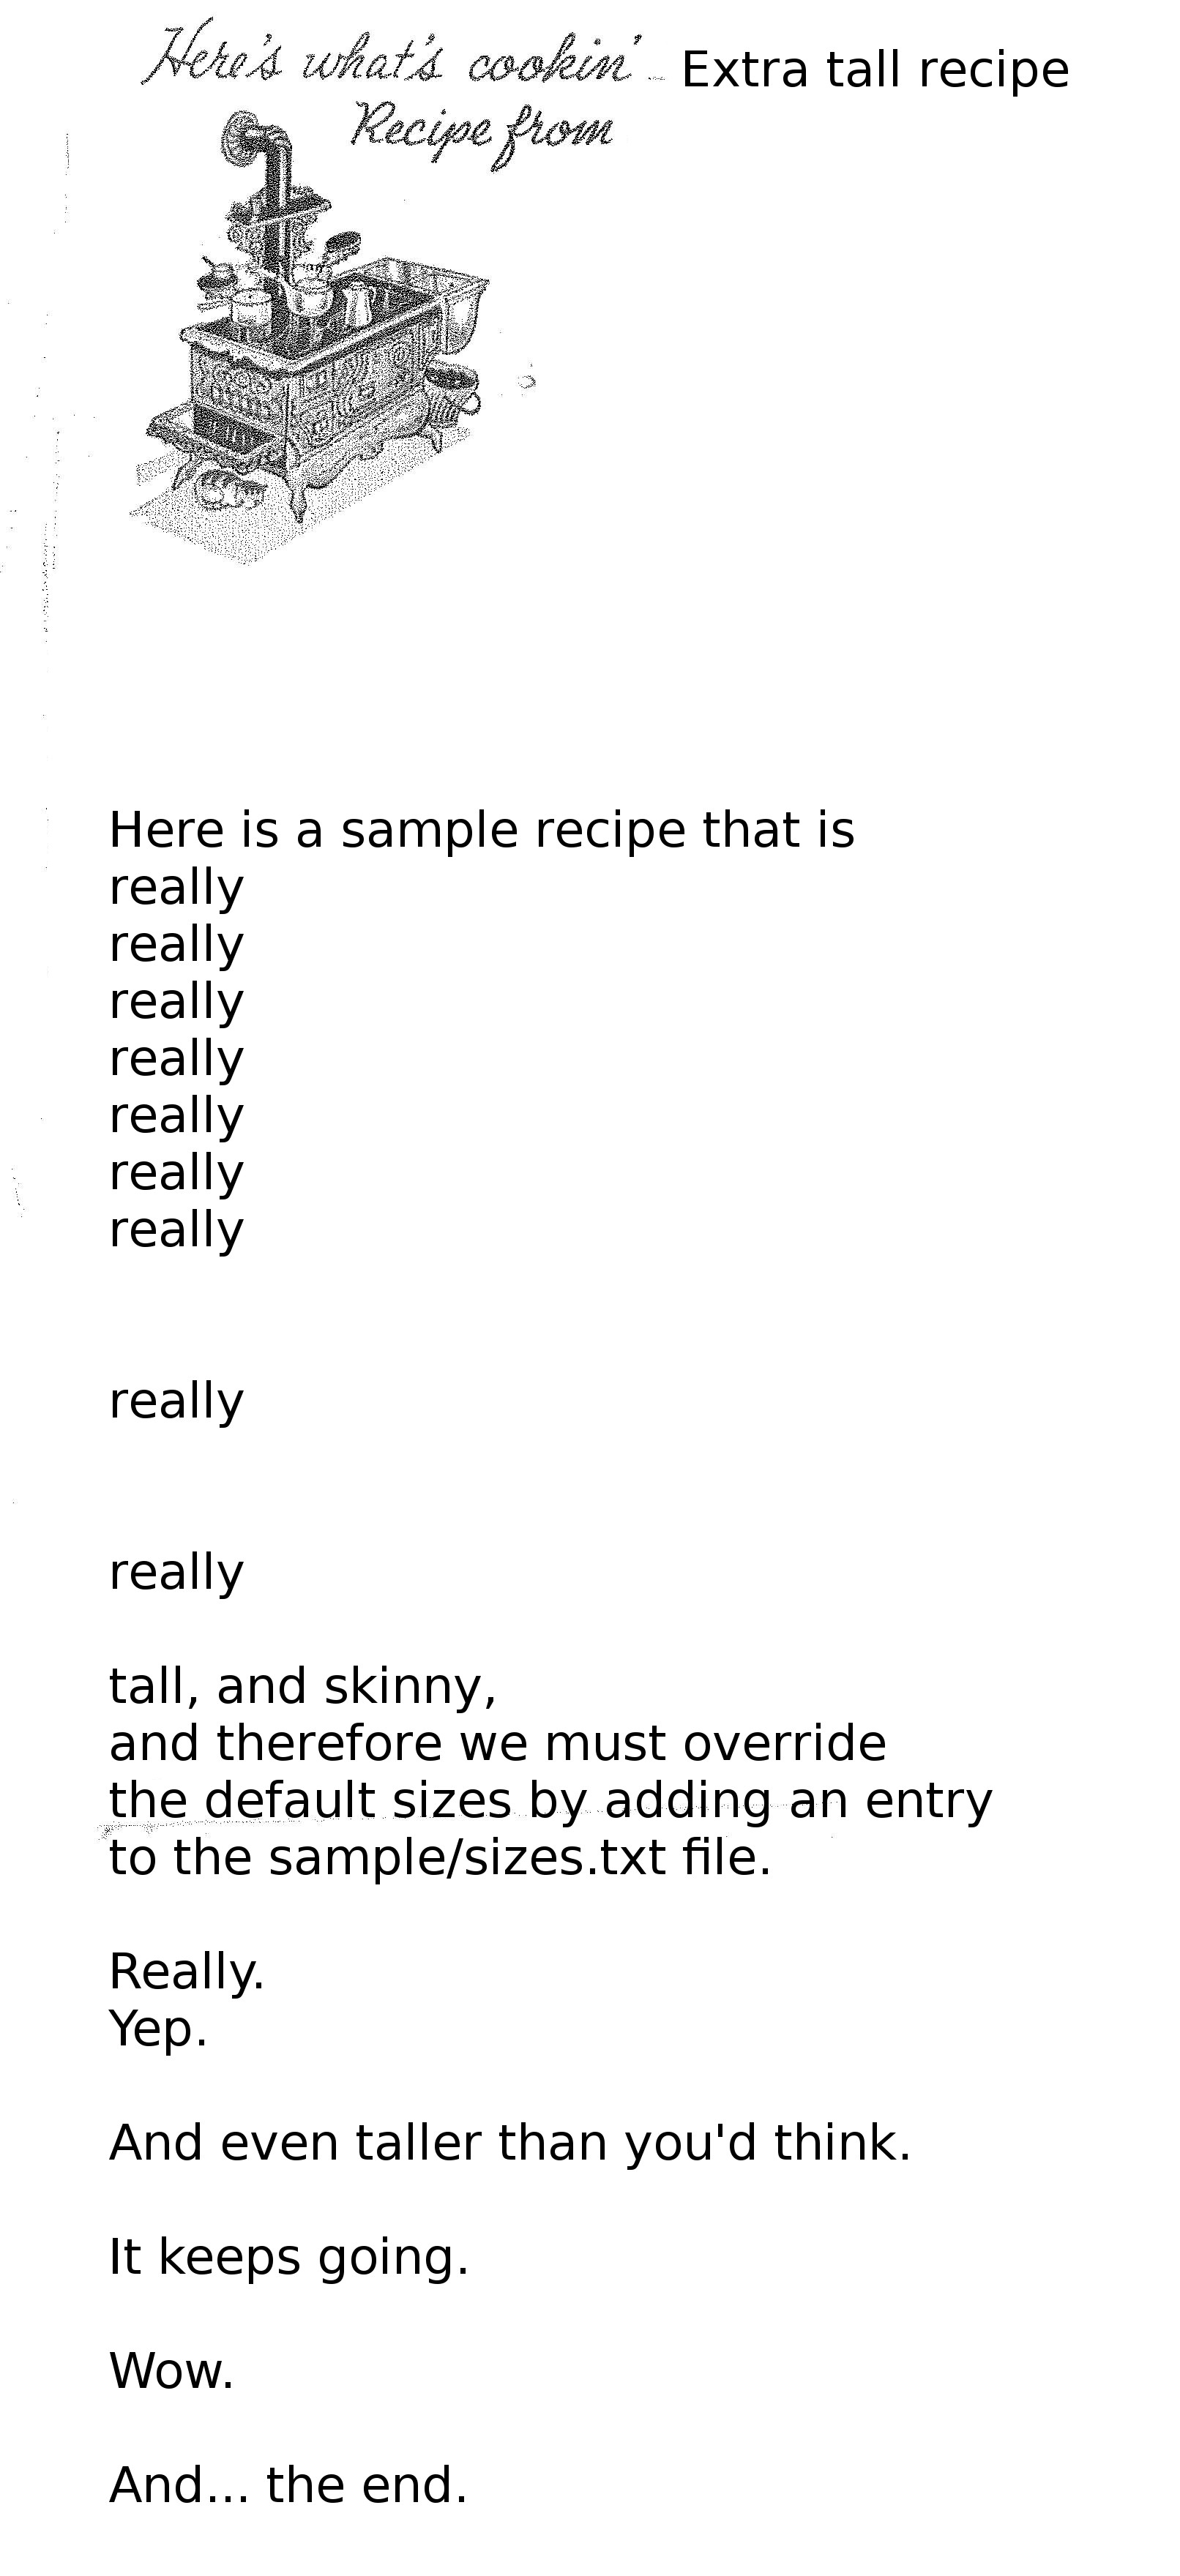 Here's what's cookin' Extra tall recipe
Recipe from
Here is a sample recipe that is
really
really
really
really
really
really
really
really
really
tall, and skinny,
and therefore we must override
the default sizes by adding an entry
to the sample/sizes.txt file.
Really.
Yep.
And even taller than you'd think.
It keeps going.
Wow.
And... the end.